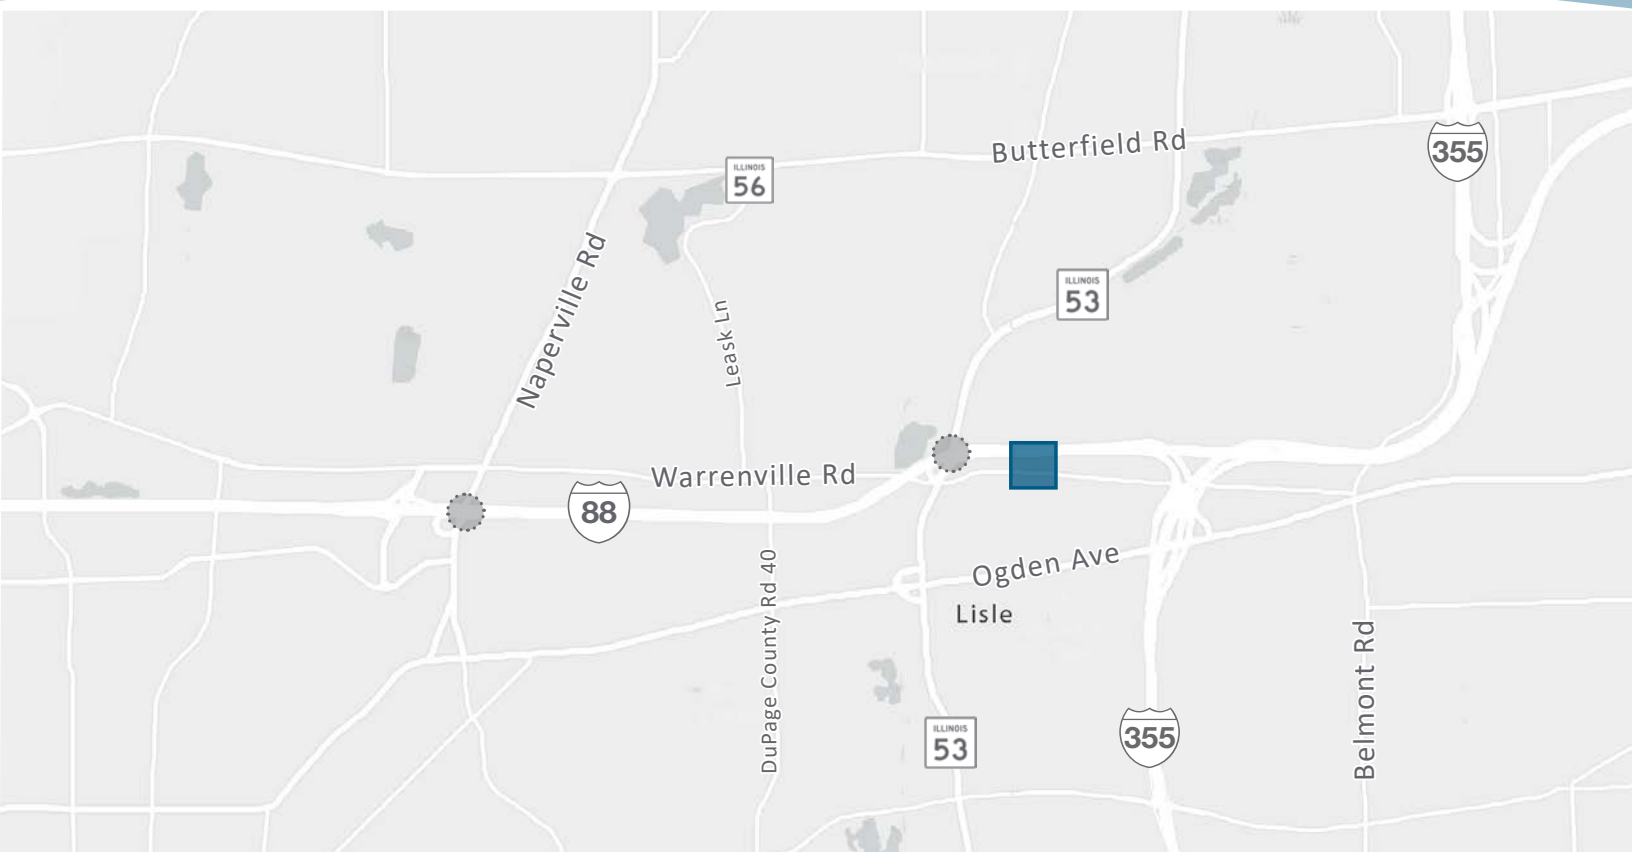 Butterfield Rd
355
ILLINOIS
56
Naperville Rd
ILLINOIS
53
Leask Ln
Warrenville Rd
88
Ogden Ave
DuPage County Rd 40
Lisle
Belmont Rd
ILLINOIS
53
355